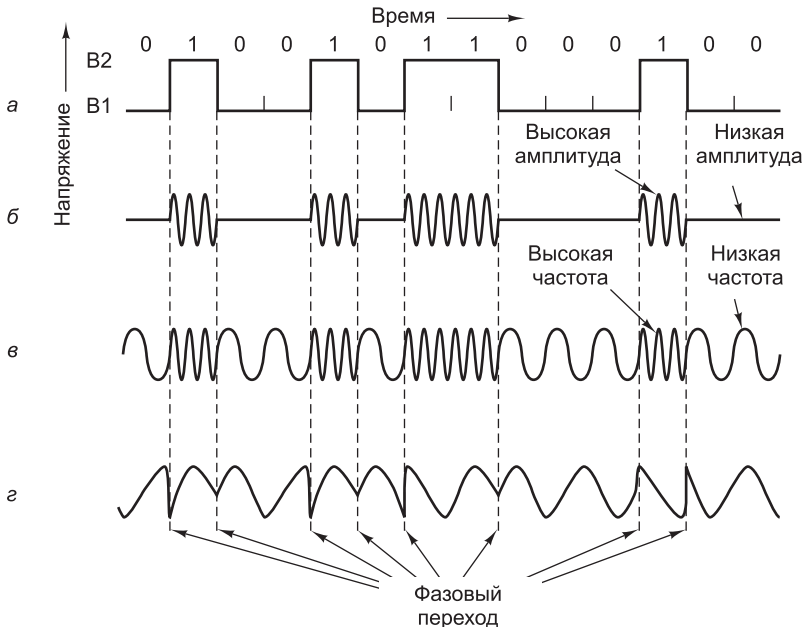 Время
0 1 0 0 1 0 1 1 0 0 0 1 0 0
Напряжение
В2
а
В1
Высокая
амплитуда
Низкая
амплитуда
б
Высокая
частота
Низкая
частота
в
г
Фазовый
переход